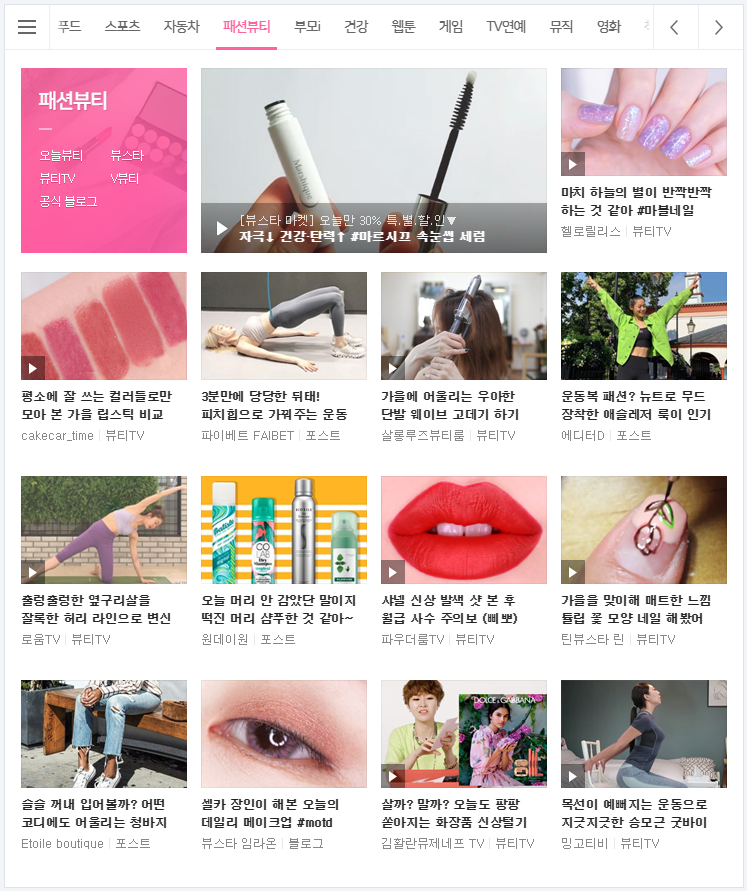 푸드 스포츠 자동차 패션뷰티 부모i 건강 웹툰 게임 TV연예 뮤직 영화
패션뷰티
오늘뷰티 뷰스타
뷰티TV V뷰티
공식 블로그
[뷰스타 마켓] 오늘만 30% 특.별.할.인▼
자극↓ 건강·탄력↑ #마르시끄 속눈썹 세럼
마치 하늘의 별이 반짝반짝
하는 것 같아 #마블네일
헬로릴리스 | 뷰티TV
평소에 잘 쓰는 컬러들로만
모아 본 가을 립스틱 비교
cakecar_time | 뷰티TV
3분만에 당당한 뒤태!
피치힙으로 가꿔주는 운동
파이베트 FAIBET | 포스트
가을에 어울리는 우아한
단발 웨이브 고데기 하기
살롱루즈뷰티룸 | 뷰티TV
운동복 패션? 뉴트로 무드
장착한 애슬레저 룩이 인기
에디터D | 포스트
출렁출렁한 옆구리살을
잘록한 허리 라인으로 변신
로움TV | 뷰티TV
Batiste
COLAB
오늘 머리 안 감았단 말이지
떡진 머리 샴푸한 것 같아~
원데이원 | 포스트
샤넬 신상 발색 샷 본 후
월급 사수 주의보 (삐뽀)
파우더룸TV | 뷰티TV
가을을 맞이해 매트한 느낌
튤립 꽃 모양 네일 해봤어
틴뷰스타 린 | 뷰티TV
슬슬 꺼내 입어볼까? 어떤
코디에도 어울리는 청바지
Etoile boutique | 포스트
셀카 장인이 해본 오늘의
데일리 메이크업 #motd
뷰스타 임라온 | 블로그
DOLCE & GABBANA
살까? 말까? 오늘도 팡팡
쏟아지는 화장품 신상털기
김활란뮤제네프 TV | 뷰티TV
목선이 예뻐지는 운동으로
지긋지긋한 승모근 굿바이
밍고티비 | 뷰티TV